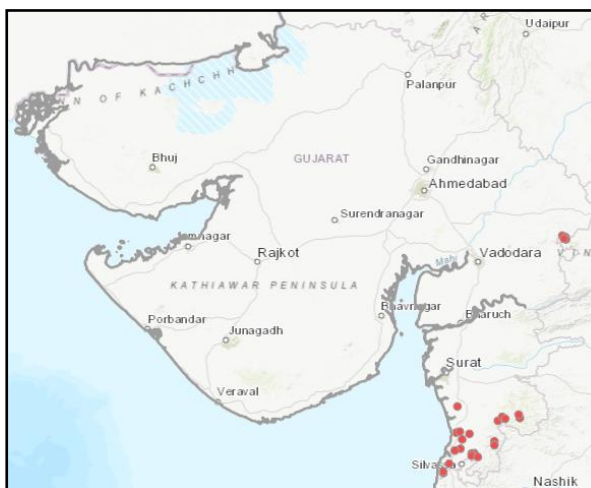 Udaipur
A R
Palanpur
N N OF KACHCHH
Bhuj
GUJARAT
Gandhinagar
Ahmedabad
Surendranagar
Rajkot
Mahi
Vadodara
V I N
KATHIAWAR PENINSULA
Bhavnagar
Porbandar
Junagadh
Bharuch
Surat
Veraval
Nashik